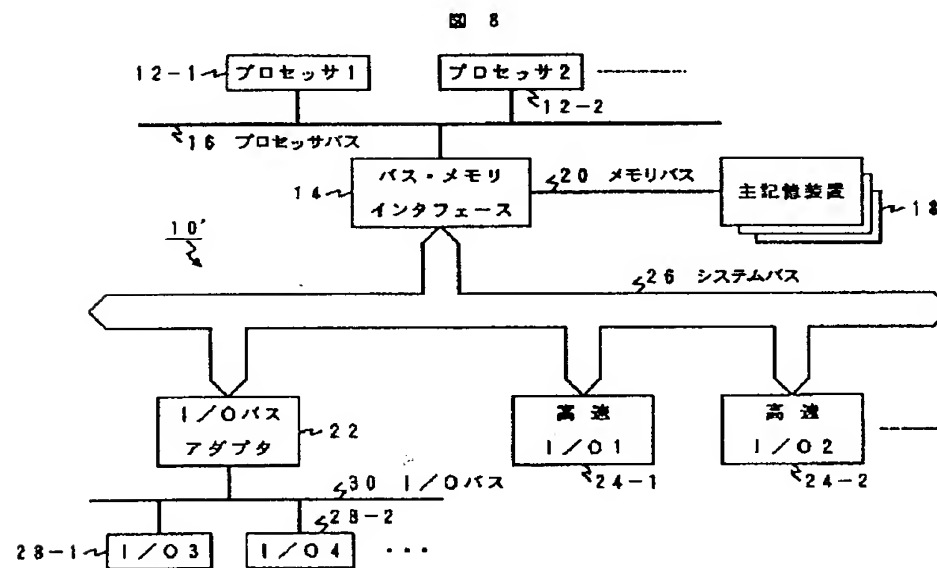 図 8
12-1 プロセッサ1
プロセッサ2
12-2
16 プロセッサバス
14
バス・メモリ
インタフェース
20 メモリバス
主記憶装置
18
10'
26 システムバス
I/Oバス
アダプタ
22
高速
I/O1
24-1
高速
I/O2
24-2
30 I/Oバス
28-1 I/O3
28-2
I/O4
...